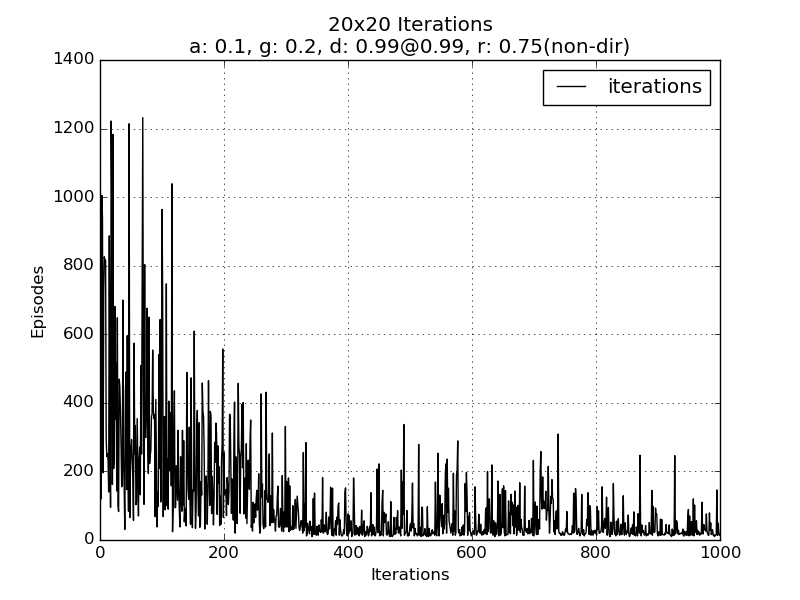 20x20 Iterations
a: 0.1, g: 0.2, d: 0.99@0.99, r: 0.75(non-dir)
1400
iterations
1200
1000
800
Episodes
600
400
200
0
0 200 400 600 800 1000
Iterations